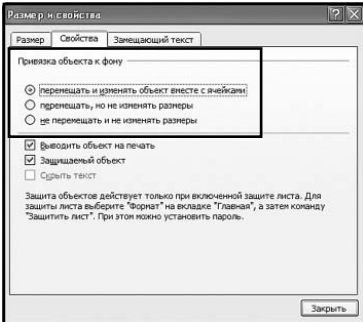 Размер и свойства
Размер Свойства Замещающий текст
Привязка объекта к фону
перемещать и изменять объект вместе с ячейками
перемещать, но не изменять размеры
не перемещать и не изменять размеры
Выводить объект на печать
Защищаемый объект
Скрыть текст
Защита объектов действует только при включенной защите листа. Для
защиты листа выберите "Формат" на вкладке "Главная", а затем команду
"Защитить лист". При этом можно установить пароль.
Закрыть